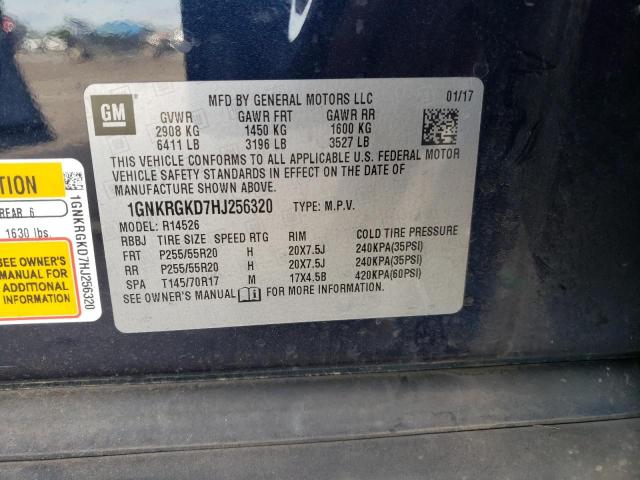 GM
MFD BY GENERAL MOTORS LLC 01/17
GVWR GAWR FRT GAWR RR
2908 KG 1450 KG 1600 KG
6411 LB 3196 LB 3527 LB
THIS VEHICLE CONFORMS TO ALL APPLICABLE U.S. FEDERAL MOTOR
VEHICLE SAFETY STANDARDS IN EFFECT ON THE DATE OF
MANUFACTURE SHOWN ABOVE.
1GNKRGKD7HJ256320 TYPE: M.P.V.
MODEL: R14526
RBBJ TIRE SIZE SPEED RTG RIM COLD TIRE PRESSURE
FRT P255/55R20 H 20X7.5J 240KPA(35PSI)
RR P255/55R20 H 20X7.5J 240KPA(35PSI)
SPA T145/70R17 M 17X4.5B 420KPA(60PSI)
SEE OWNER'S MANUAL FOR MORE INFORMATION.
TION
REAR 6
1630 lbs.
SEE OWNER'S
MANUAL FOR
ADDITIONAL
INFORMATION
1GNKRGKD7HJ256320